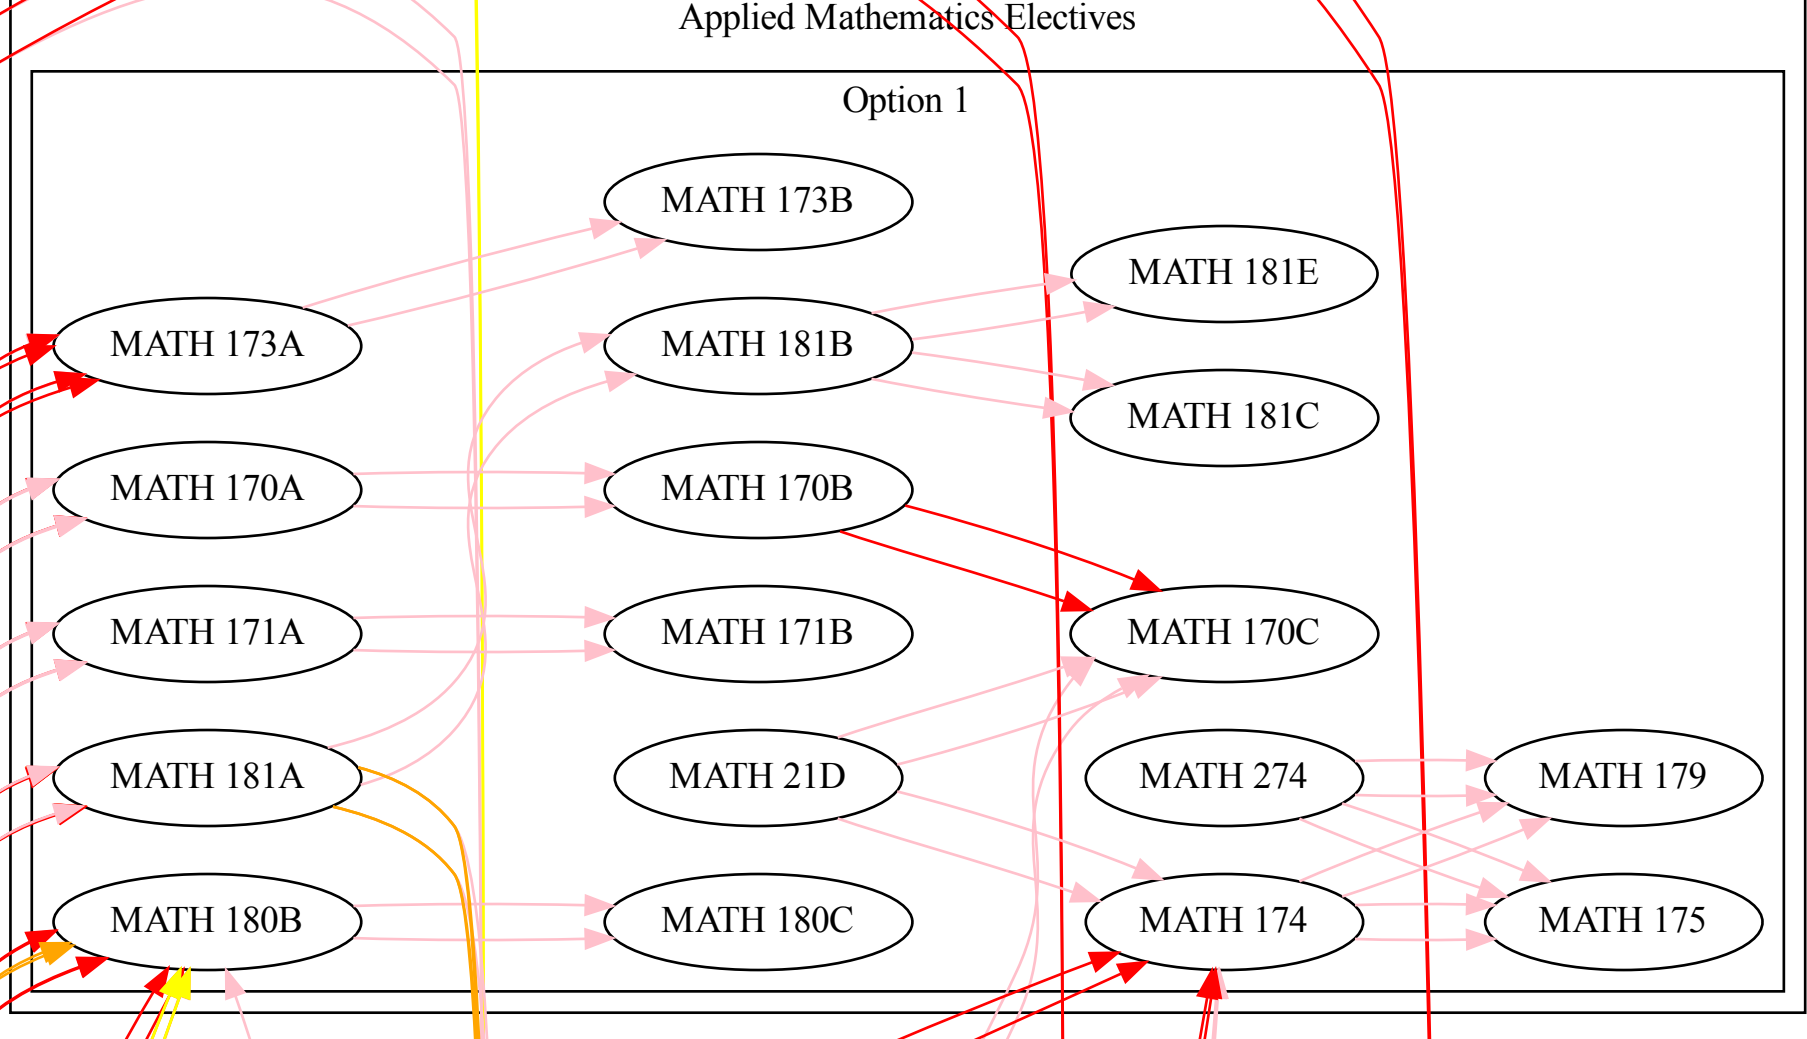 Applied Mathematics Electives
Option 1
MATH 173B
MATH 181E
MATH 173A
MATH 181B
MATH 181C
MATH 170A
MATH 170B
MATH 171A
MATH 171B
MATH 170C
MATH 181A
MATH 21D
MATH 274
MATH 179
MATH 180B
MATH 180C
MATH 174
MATH 175